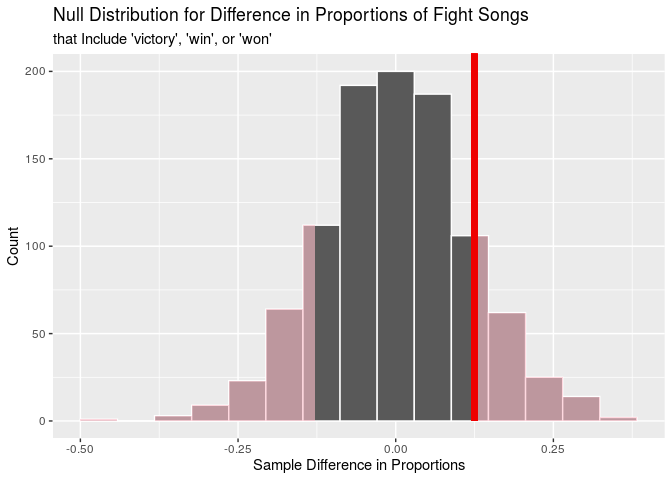 Null Distribution for Difference in Proportions of Fight Songs
that Include 'victory', 'win', or 'won'
200
150
100
50
0
Count
-0.50 -0.25 0.00 0.25
Sample Difference in Proportions